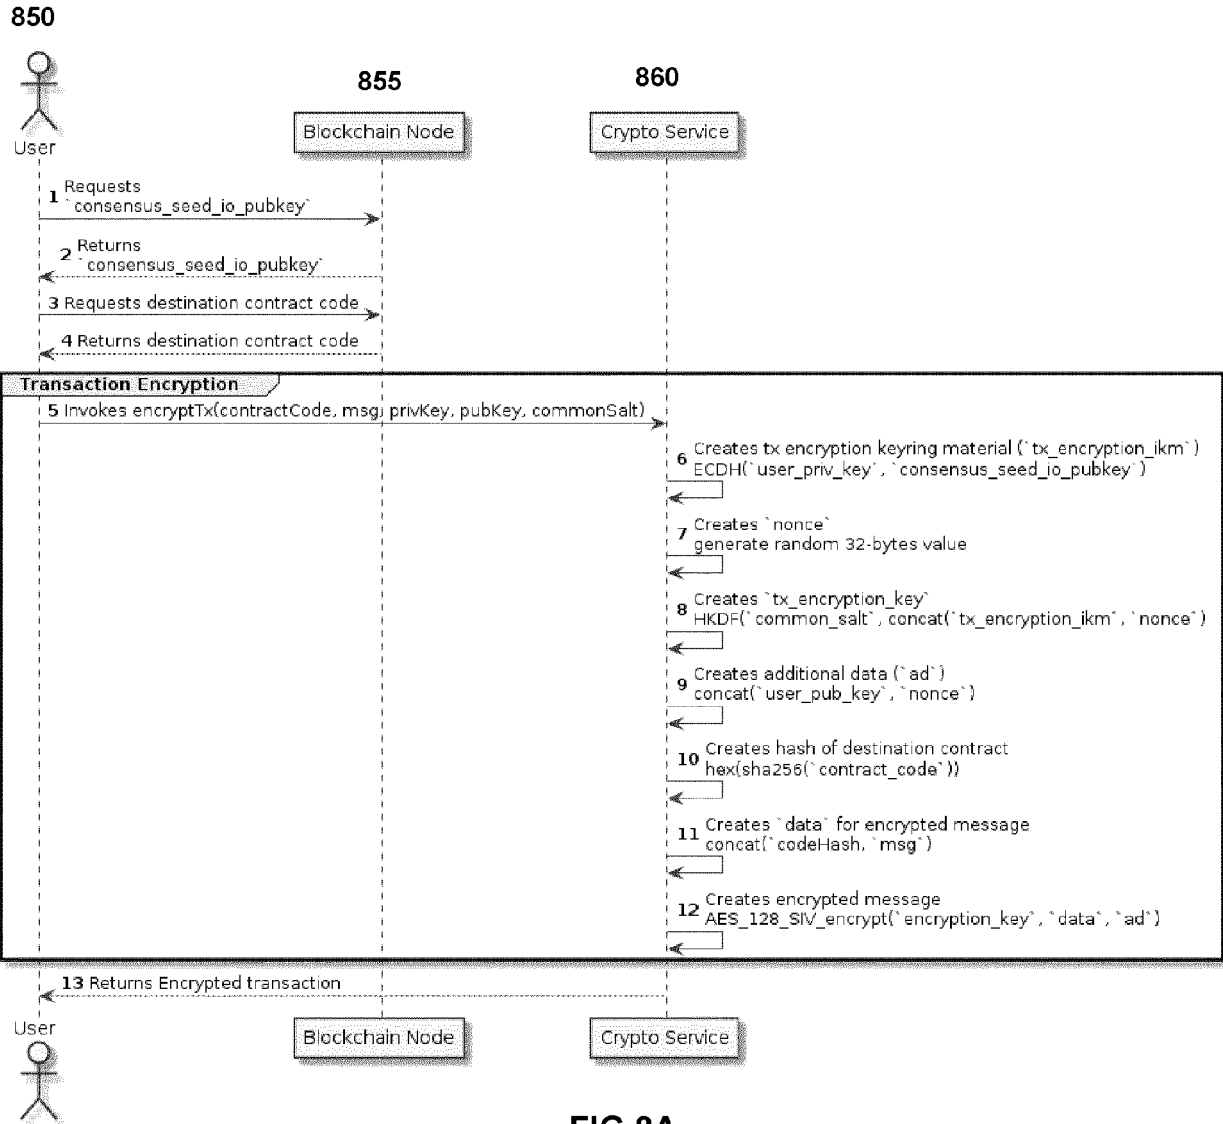 850
855
860
User
Blockchain Node
Crypto Service
1 Requests
`consensus_seed_io_pubkey`
2 Returns
`consensus_seed_io_pubkey`
3 Requests destination contract code
4 Returns destination contract code
Transaction Encryption
5 Invokes encryptTx(contractCode, msg, privKey, pubKey, commonSalt)
6 Creates tx encryption keyring material (`tx_encryption_ikm`)
ECDH(`user_priv_key`, `consensus_seed_io_pubkey`)
7 Creates `nonce`
generate random 32-bytes value
8 Creates `tx_encryption_key`
HKDF(`common_salt`, concat(`tx_encryption_ikm`, `nonce`)
9 Creates additional data (`ad`)
concat(`user_pub_key`, `nonce`)
10 Creates hash of destination contract
hex(sha256(`contract_code`))
11 Creates `data` for encrypted message
concat(`codeHash, `msg`)
12 Creates encrypted message
AES_128_SIV_encrypt(`encryption_key`, `data`, `ad`)
13 Returns Encrypted transaction
User
Blockchain Node
Crypto Service
FIG 8A